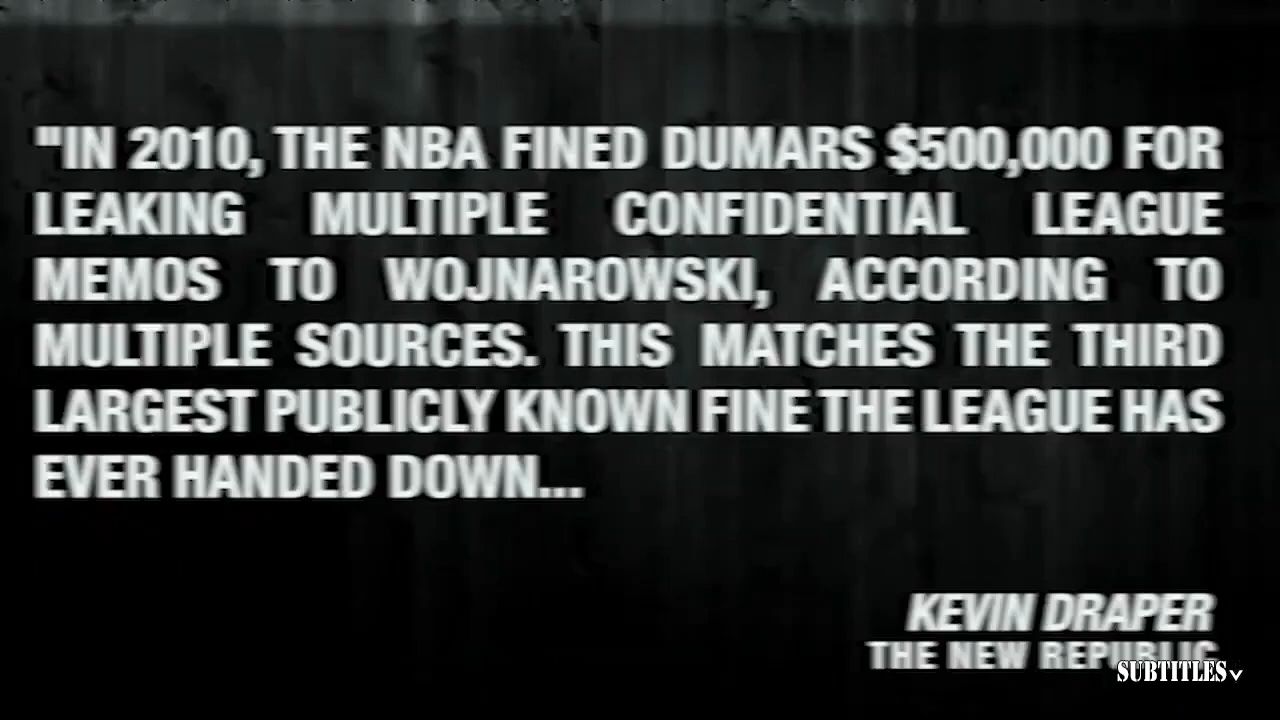 "IN 2010, THE NBA FINED DUMARS $500,000 FOR
LEAKING MULTIPLE CONFIDENTIAL LEAGUE
MEMOS TO WOJNAROWSKI, ACCORDING TO
MULTIPLE SOURCES. THIS MATCHES THE THIRD
LARGEST PUBLICLY KNOWN FINE THE LEAGUE HAS
EVER HANDED DOWN...
KEVIN DRAPER
THE NEW REPUBLIC
SUBTITLES